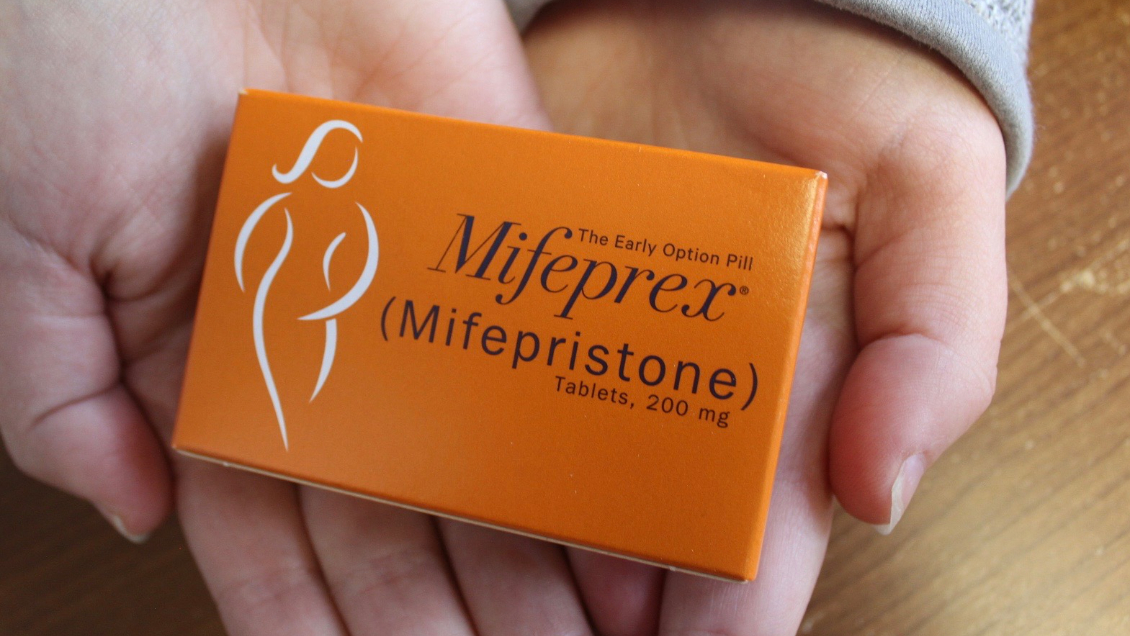 The Early Option Pill
Mifeprex®
(Mifepristone)
Tablets, 200 mg